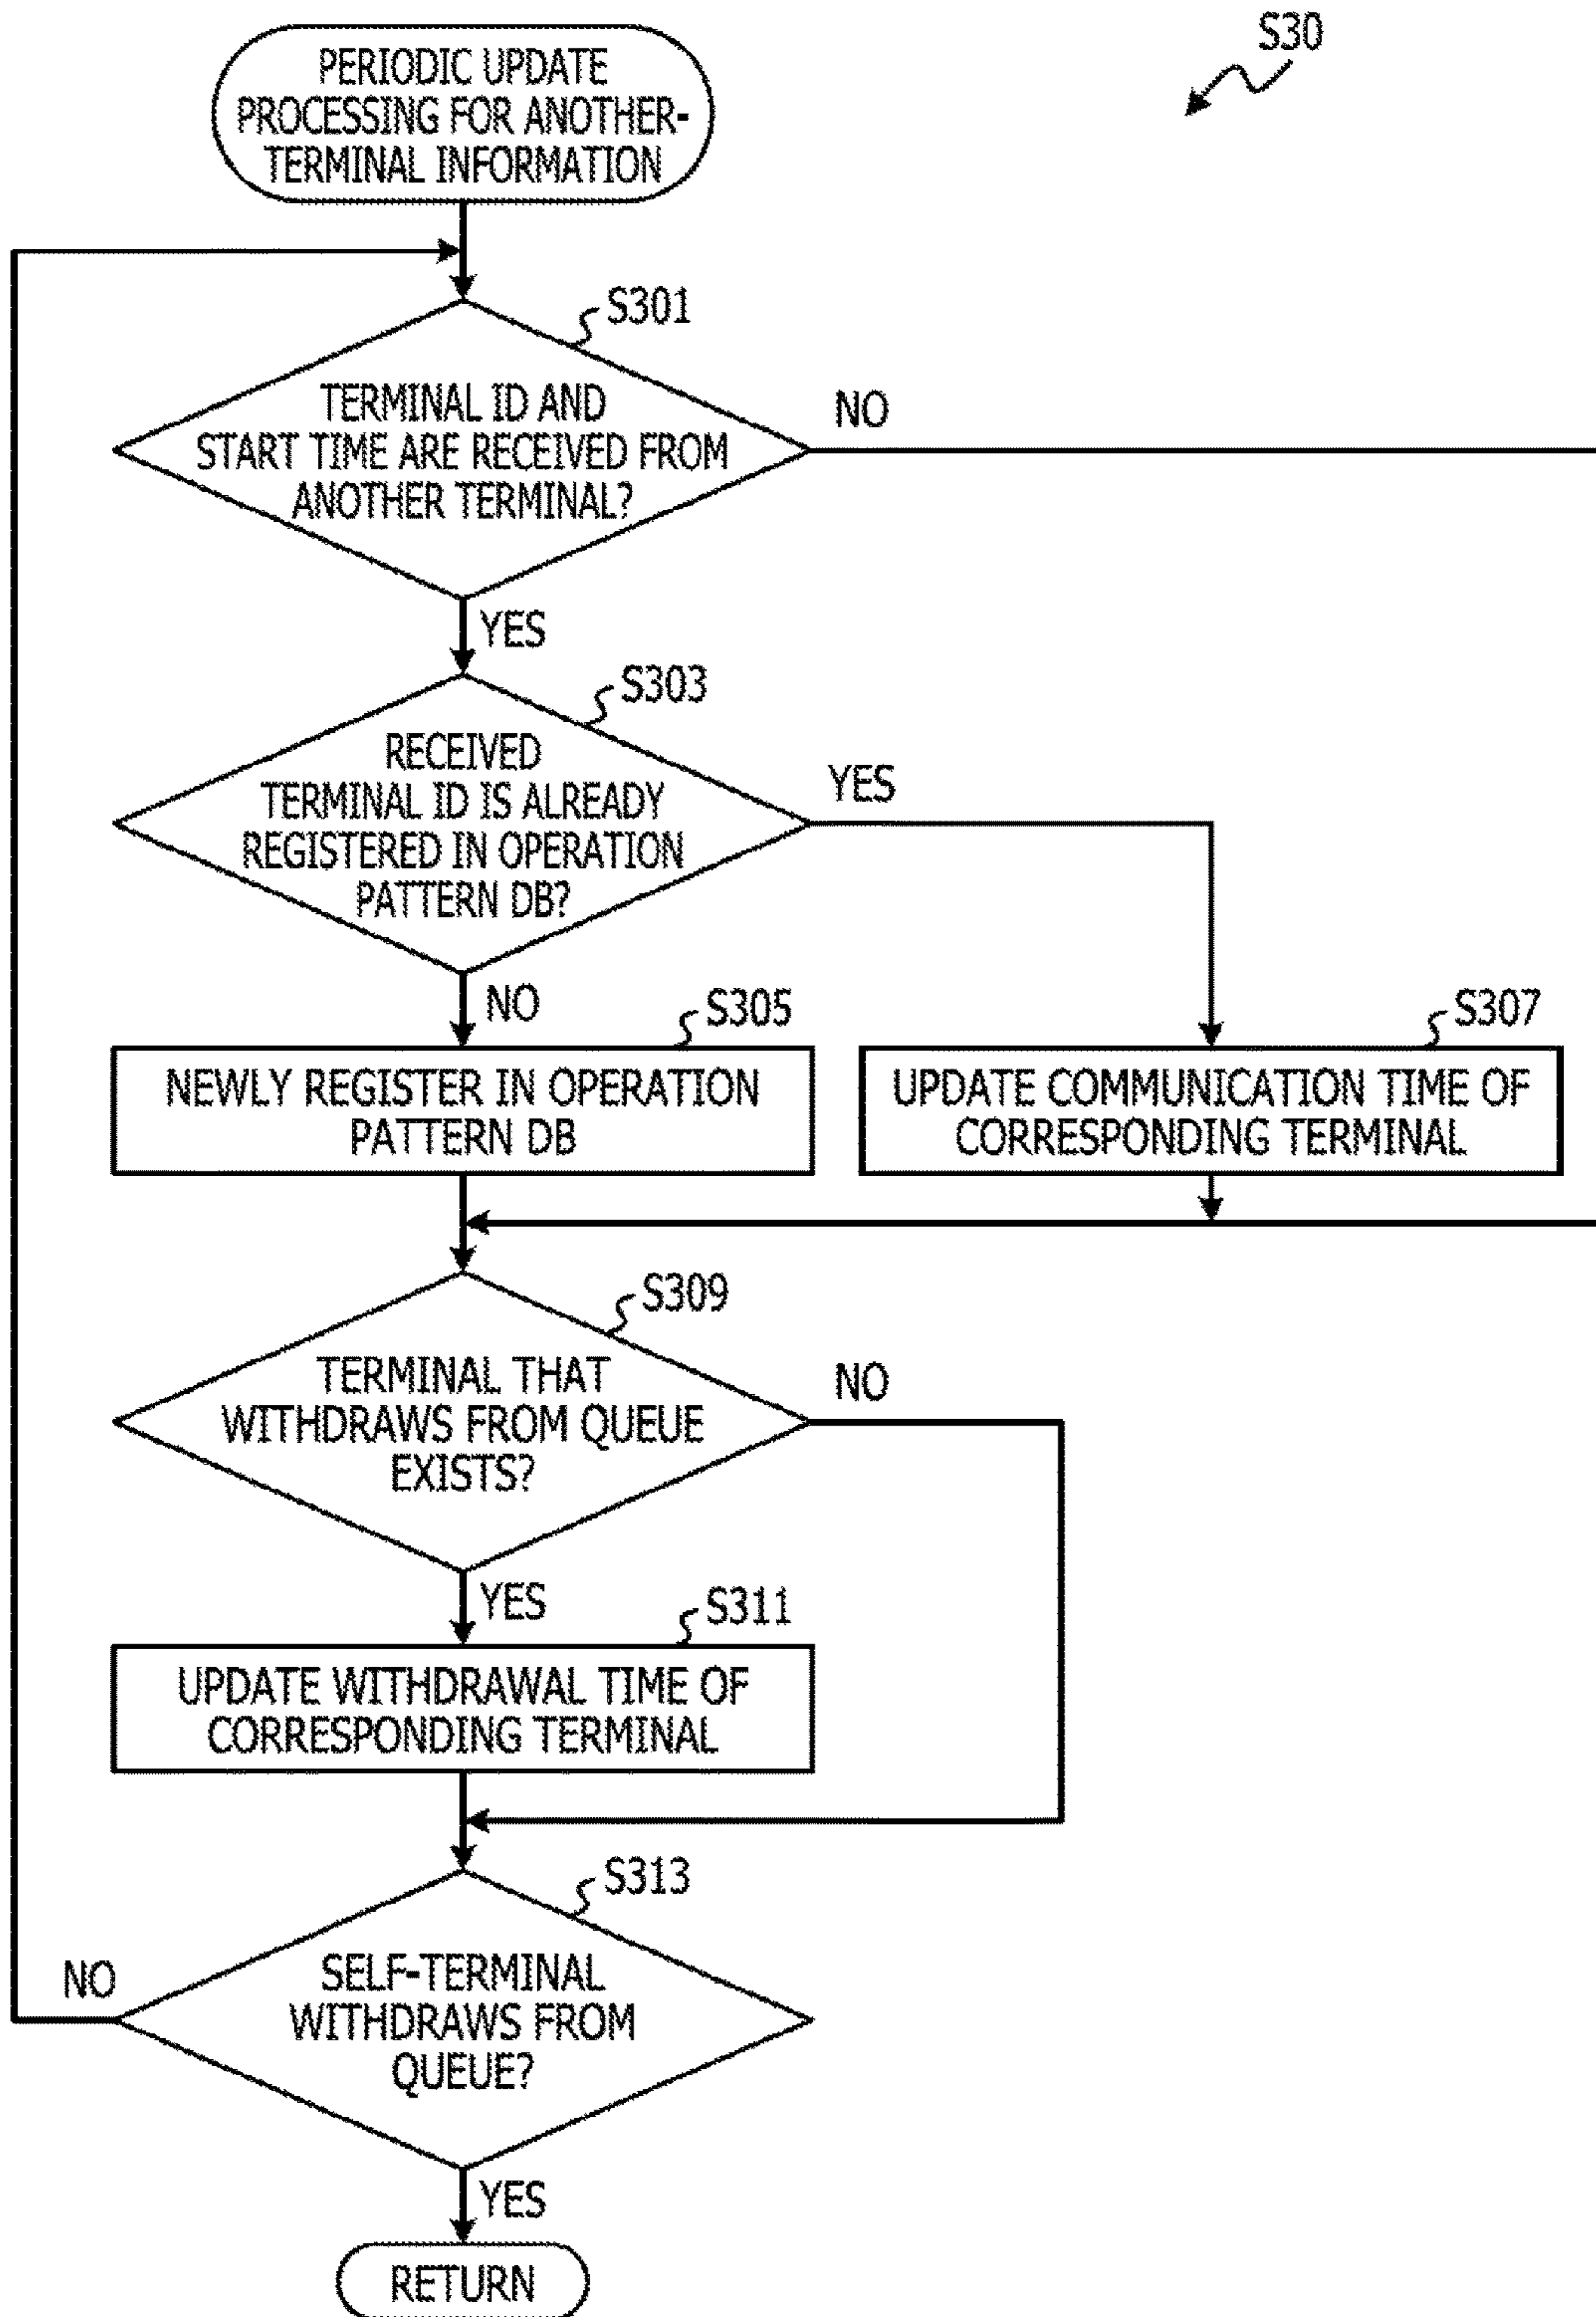 S30
PERIODIC UPDATE
PROCESSING FOR ANOTHER-
TERMINAL INFORMATION
S301
TERMINAL ID AND
START TIME ARE RECEIVED FROM
ANOTHER TERMINAL?
NO
YES
S303
RECEIVED
TERMINAL ID IS ALREADY
REGISTERED IN OPERATION
PATTERN DB?
YES
NO
S305
NEWLY REGISTER IN OPERATION
PATTERN DB
S307
UPDATE COMMUNICATION TIME OF
CORRESPONDING TERMINAL
S309
TERMINAL THAT
WITHDRAWS FROM QUEUE
EXISTS?
NO
YES
S311
UPDATE WITHDRAWAL TIME OF
CORRESPONDING TERMINAL
S313
SELF-TERMINAL
WITHDRAWS FROM
QUEUE?
NO
YES
RETURN